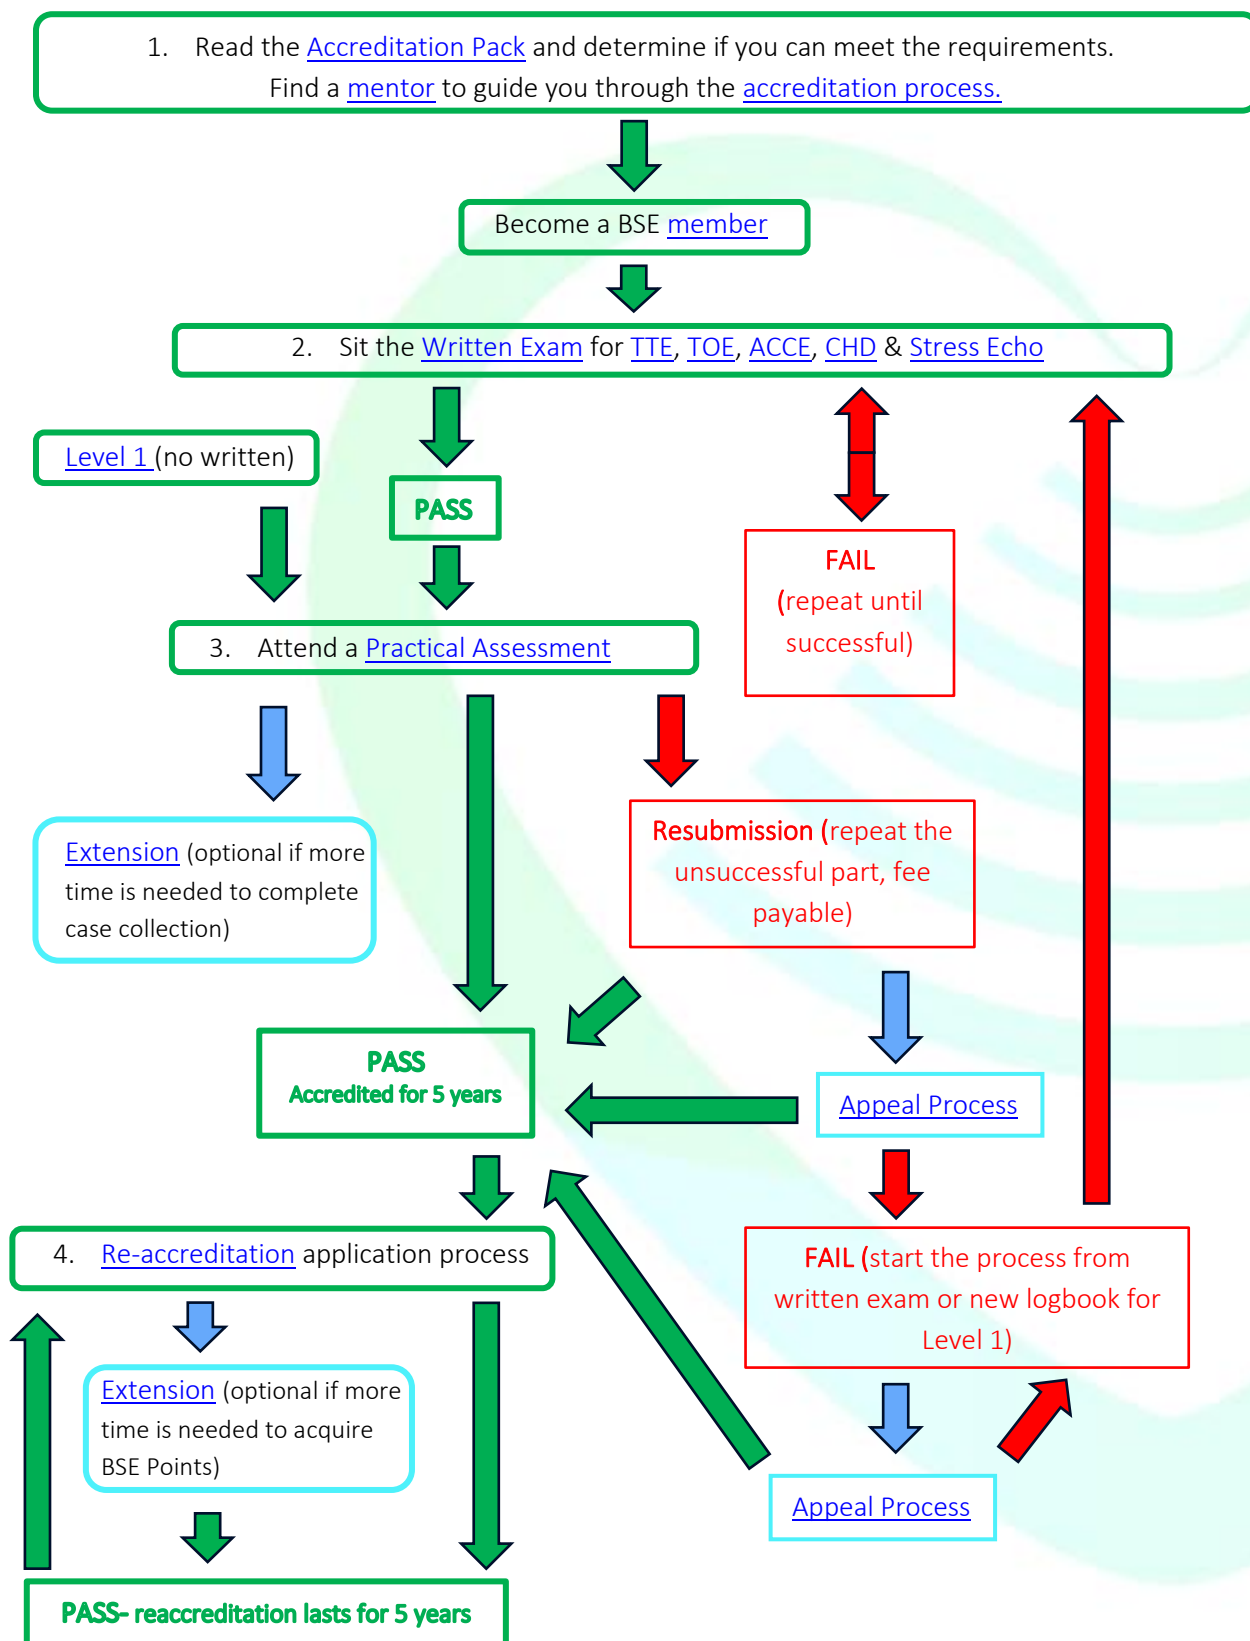 1. Read the Accreditation Pack and determine if you can meet the requirements.
Find a mentor to guide you through the accreditation process.
Become a BSE member
2. Sit the Written Exam for TTE, TOE, ACCE, CHD & Stress Echo
Level 1 (no written)
PASS
FAIL
(repeat until
successful)
3. Attend a Practical Assessment
Extension (optional if more
time is needed to complete
case collection)
Resubmission (repeat the
unsuccessful part, fee
payable)
PASS
Accredited for 5 years
Appeal Process
4. Re-accreditation application process
FAIL (start the process from
written exam or new logbook for
Level 1)
Extension (optional if more
time is needed to acquire
BSE Points)
Appeal Process
PASS- reaccreditation lasts for 5 years